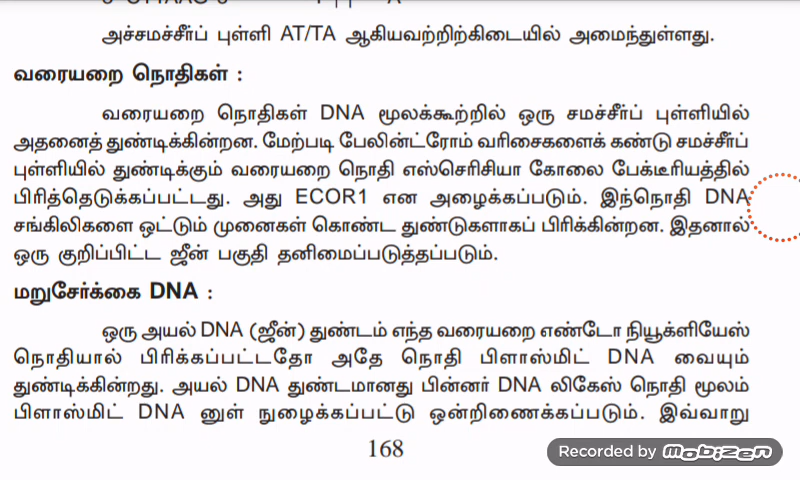 அச்சமச்சீர்ப் புள்ளி AT/TA ஆகியவற்றிற்கிடையில் அமைந்துள்ளது.
வரையறை நொதிகள் :
வரையறை நொதிகள் DNA மூலக்கூற்றில் ஒரு சமச்சீர்ப் புள்ளியில்
அதனைத் துண்டிக்கின்றன. மேற்படி பேலின்ட்ரோம் வரிசைகளைக் கண்டு சமச்சீர்ப்
புள்ளியில் துண்டிக்கும் வரையறை நொதி எஸ்செரிசியா கோலை பேக்டீரியத்தில்
பிரித்தெடுக்கப்பட்டது. அது ECOR1 என அழைக்கப்படும். இந்நொதி DNA
சங்கிலிகளை ஒட்டும் முனைகள் கொண்ட துண்டுகளாகப் பிரிக்கின்றன. இதனால்
ஒரு குறிப்பிட்ட ஜீன் பகுதி தனிமைப்படுத்தப்படும்.
மறுசேர்க்கை DNA :
ஒரு அயல் DNA (ஜீன்) துண்டம் எந்த வரையறை எண்டோ நியூக்ளியேஸ்
நொதியால் பிரிக்கப்பட்டதோ அதே நொதி பிளாஸ்மிட் DNA வையும்
துண்டிக்கின்றது. அயல் DNA துண்டமானது பின்னர் DNA லிகேஸ் நொதி மூலம்
பிளாஸ்மிட் DNA னுள் நுழைக்கப்பட்டு ஒன்றிணைக்கப்படும். இவ்வாறு
168
Recorded by mobizen